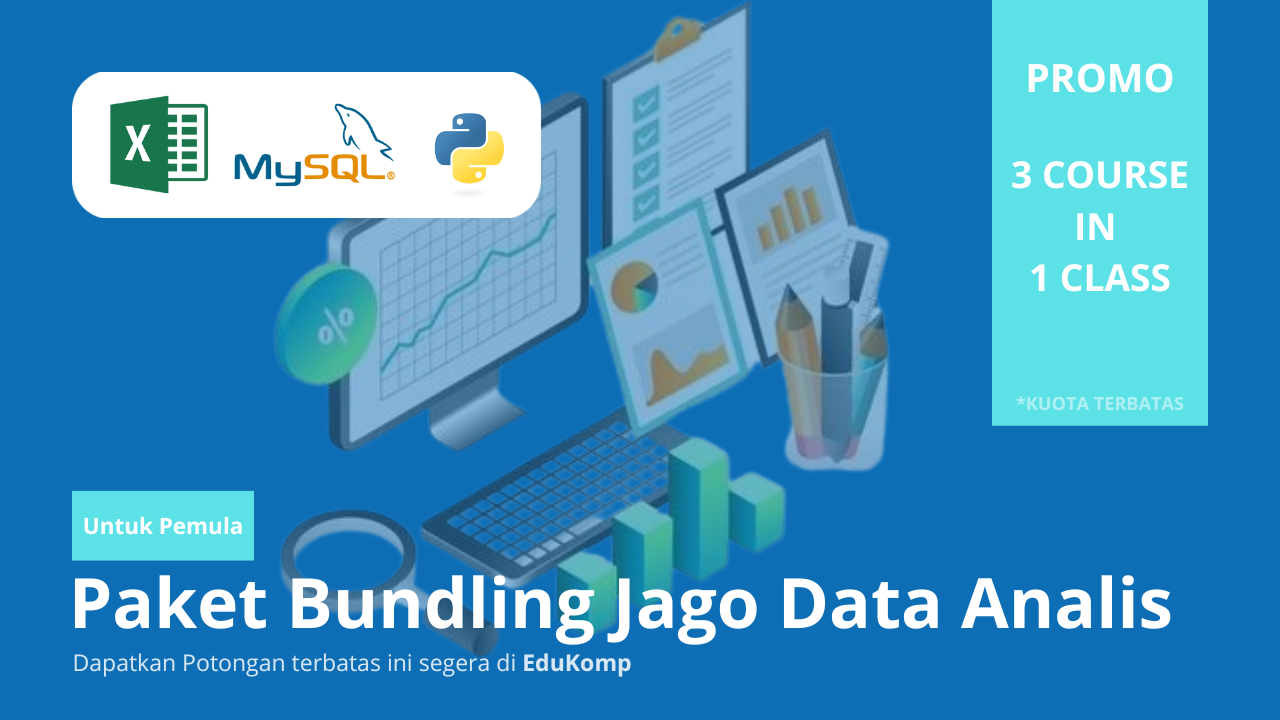 X
MySQL®
PROMO
3 COURSE
IN
1 CLASS
*KUOTA TERBATAS
%
Untuk Pemula
Paket Bundling Jago Data Analis
Dapatkan Potongan terbatas ini segera di EduKomp